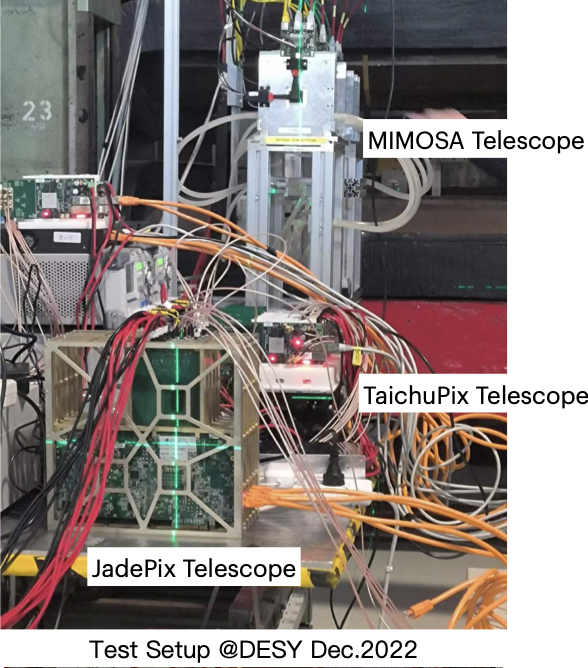 23
MIMOSA Telescope
TaichuPix Telescope
JadePix Telescope
Test Setup @DESY Dec.2022